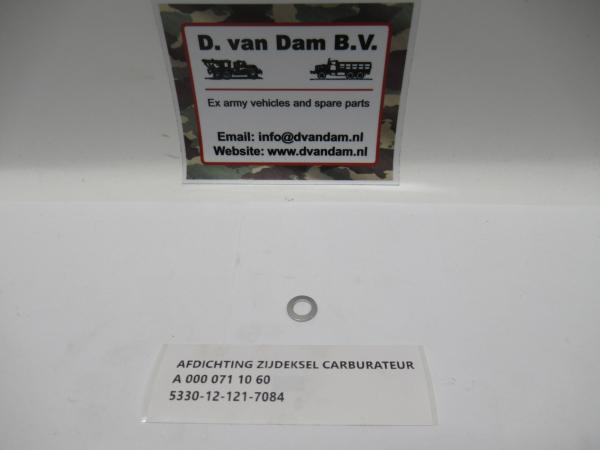 D. van Dam B.V.
Ex army vehicles and spare parts
Email: info@dvandam.nl
Website: www.dvandam.nl
AFDICHTING ZIJDEKSEL CARBURATEUR
A 000 071 10 60
5330-12-121-7084